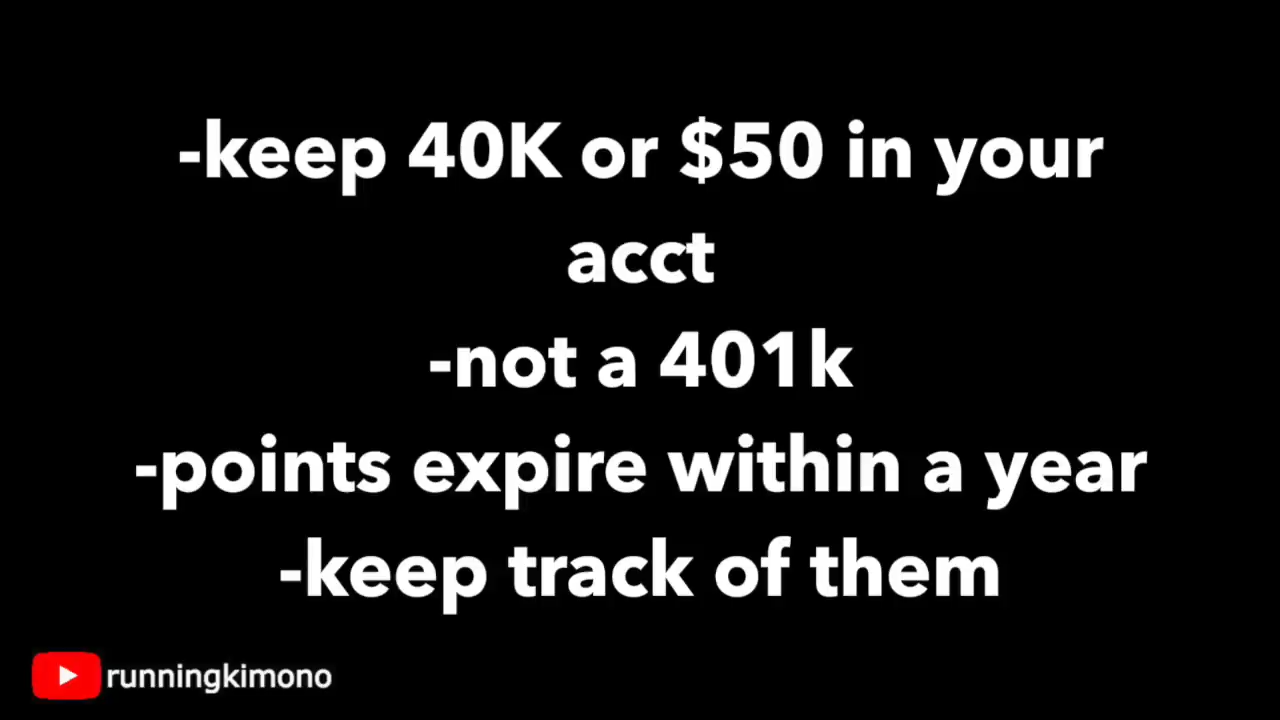 -keep 40K or $50 in your
acct
-not a 401k
-points expire within a year
-keep track of them
runningkimono